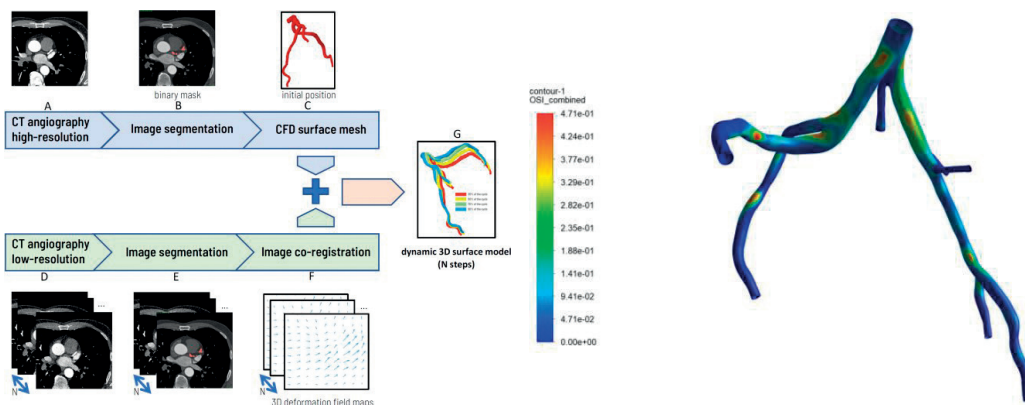 binary mask
initial position
A
B
C
CT angiography
high-resolution
Image segmentation
CFD surface mesh
G
dynamic 3D surface model
(N steps)
CT angiography
low-resolution
Image segmentation
Image co-registration
D
E
F
...
...
...
N
N
N
3D deformation field maps
contour-1
OSI_combined
4.71e-01
4.24e-01
3.77e-01
3.29e-01
2.82e-01
2.35e-01
1.88e-01
1.41e-01
9.41e-02
4.71e-02
0.00e+00